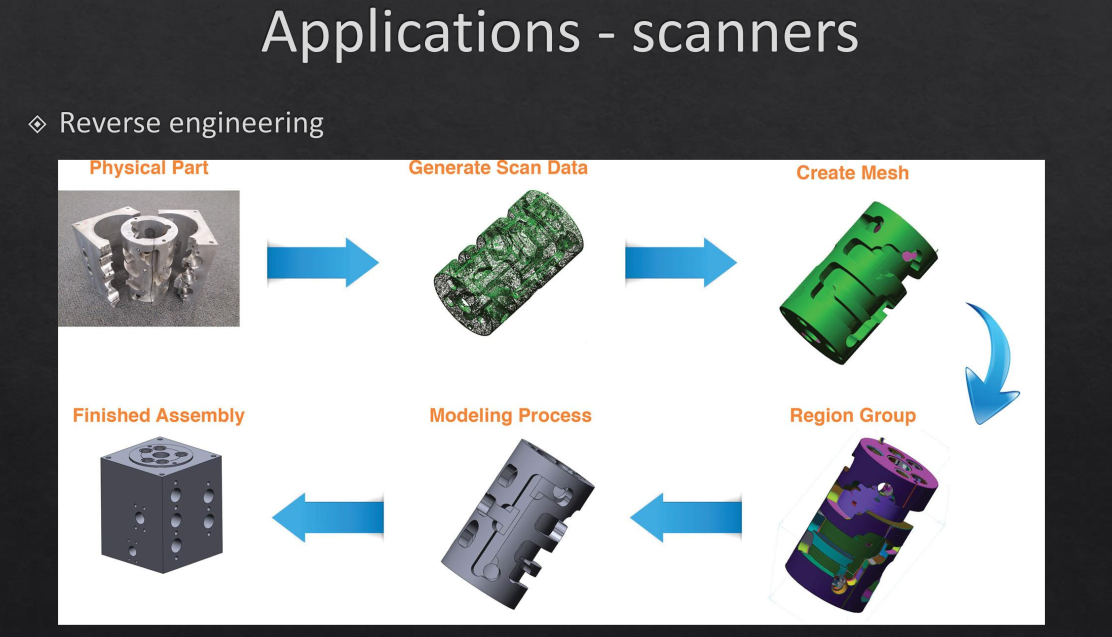 Applications - scanners
Reverse engineering
Physical Part
Generate Scan Data
Create Mesh
Finished Assembly
Modeling Process
Region Group